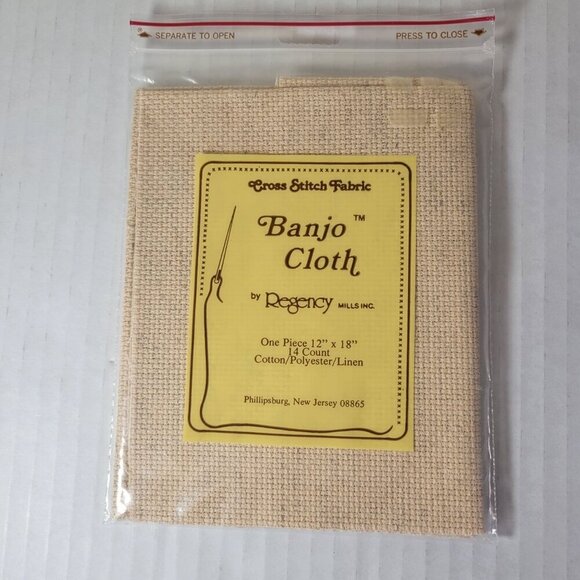 SEPARATE TO OPEN PRESS TO CLOSE
Cross Stitch Fabric
Banjo™
Cloth
by Regency MILLS INC.
One Piece 12" x 18"
14 Count
Cotton/Polyester/Linen
Phillipsburg, New Jersey 08865